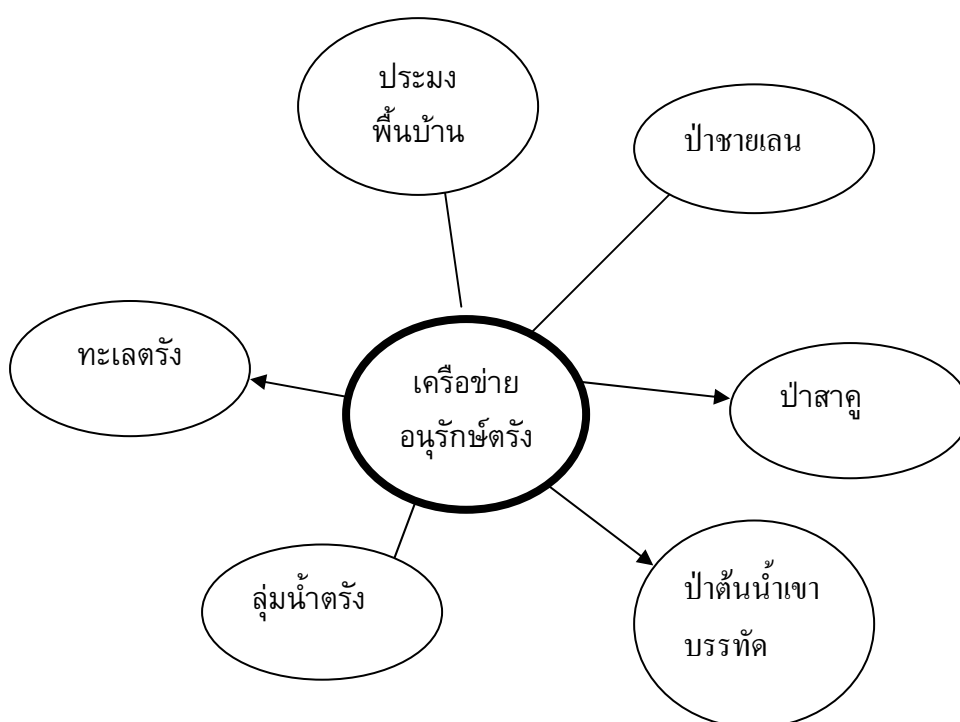 ประมง
พื้นบ้าน
ป่าชายเลน
ทะเลตรัง
เครือข่าย
อนุรักษ์ตรัง
ป่าสาคู
ลุ่มน้ำตรัง
ป่าต้นน้ำเขา
บรรทัด